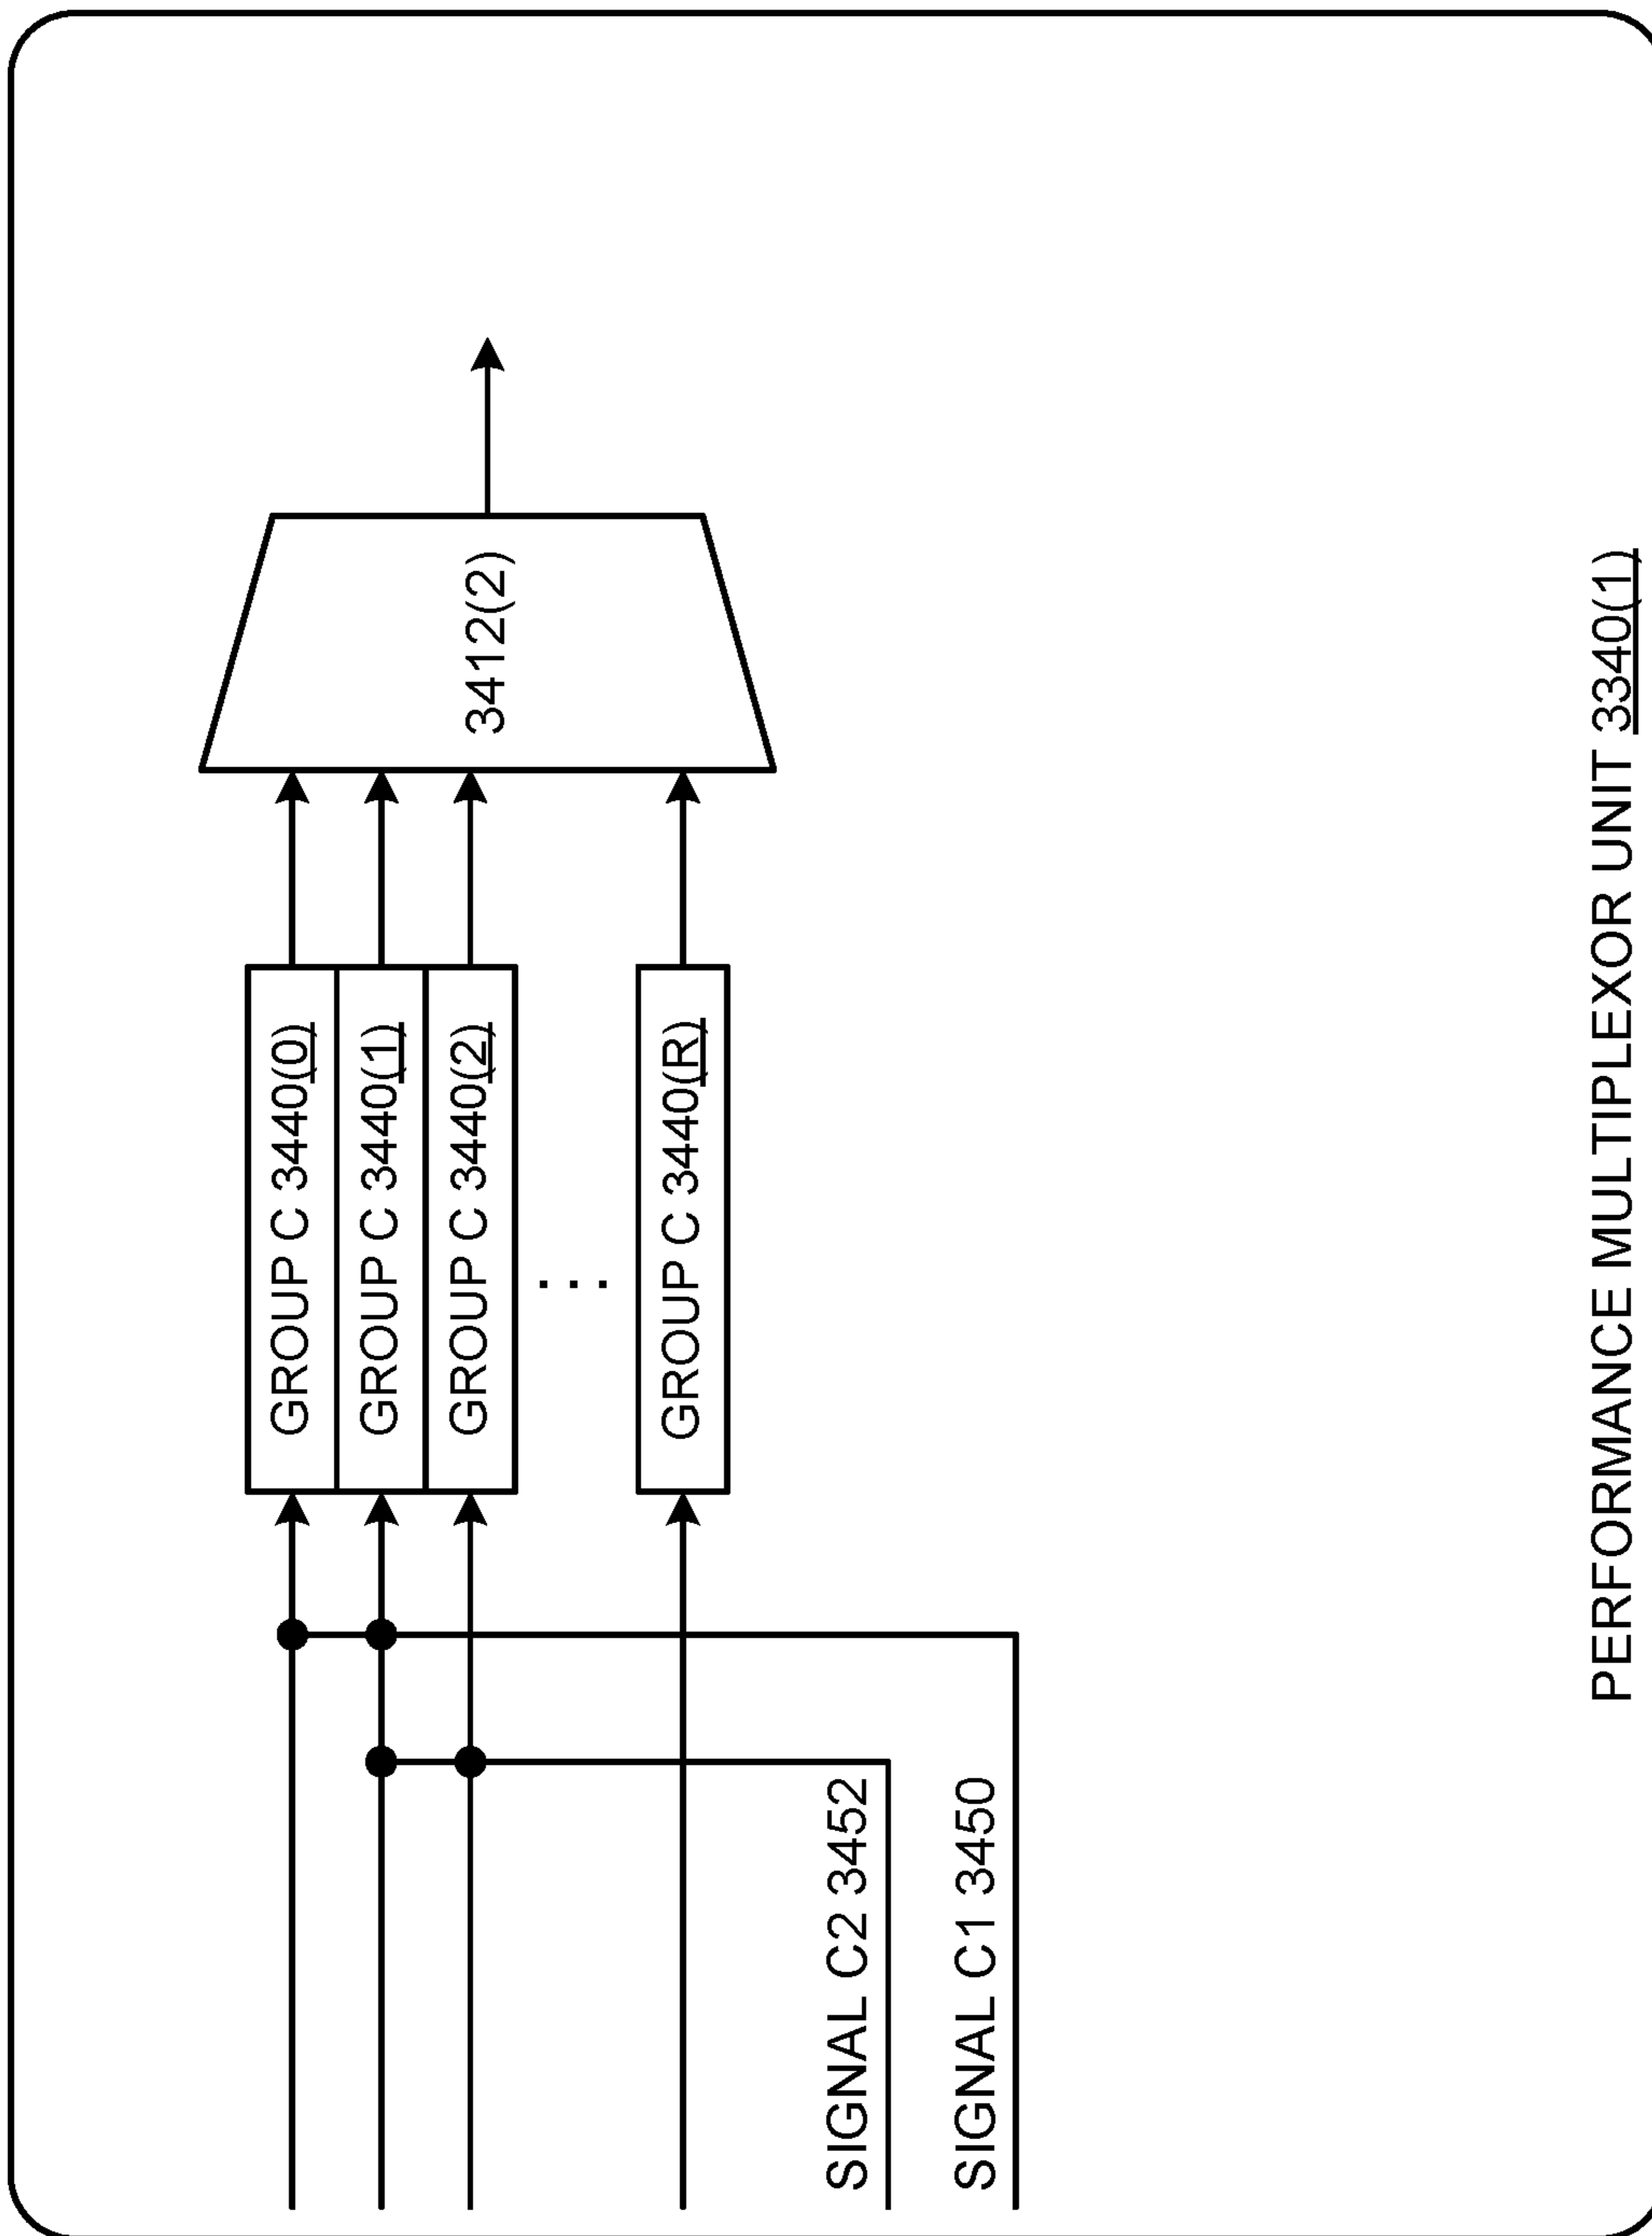 GROUP C 3440(0)
GROUP C 3440(1)
GROUP C 3440(2)
...
GROUP C 3440(R)
3412(2)
SIGNAL C2 3452
SIGNAL C1 3450
PERFORMANCE MULTIPLEXOR UNIT 3340(1)